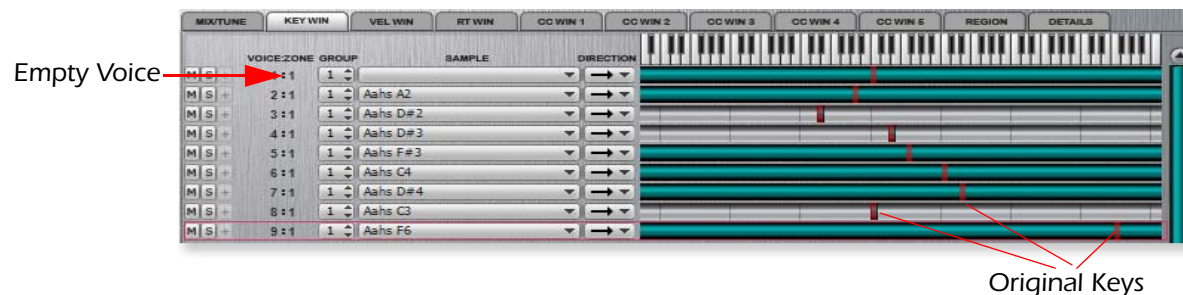 MIX/TUNE KEY WIN VEL WIN RT WIN CC WIN 1 CC WIN 2 CC WIN 3 CC WIN 4 CC WIN 5 REGION DETAILS
VOICE:ZONE GROUP SAMPLE DIRECTION
Empty Voice
M S + :1 1
M S + 2:1 1 Aahs A2
M S + 3:1 1 Aahs D#2
M S + 4:1 1 Aahs D#3
M S + 5:1 1 Aahs F#3
M S + 6:1 1 Aahs C4
M S + 7:1 1 Aahs D#4
M S + 8:1 1 Aahs C3
M S + 9:1 1 Aahs F6
Original Keys